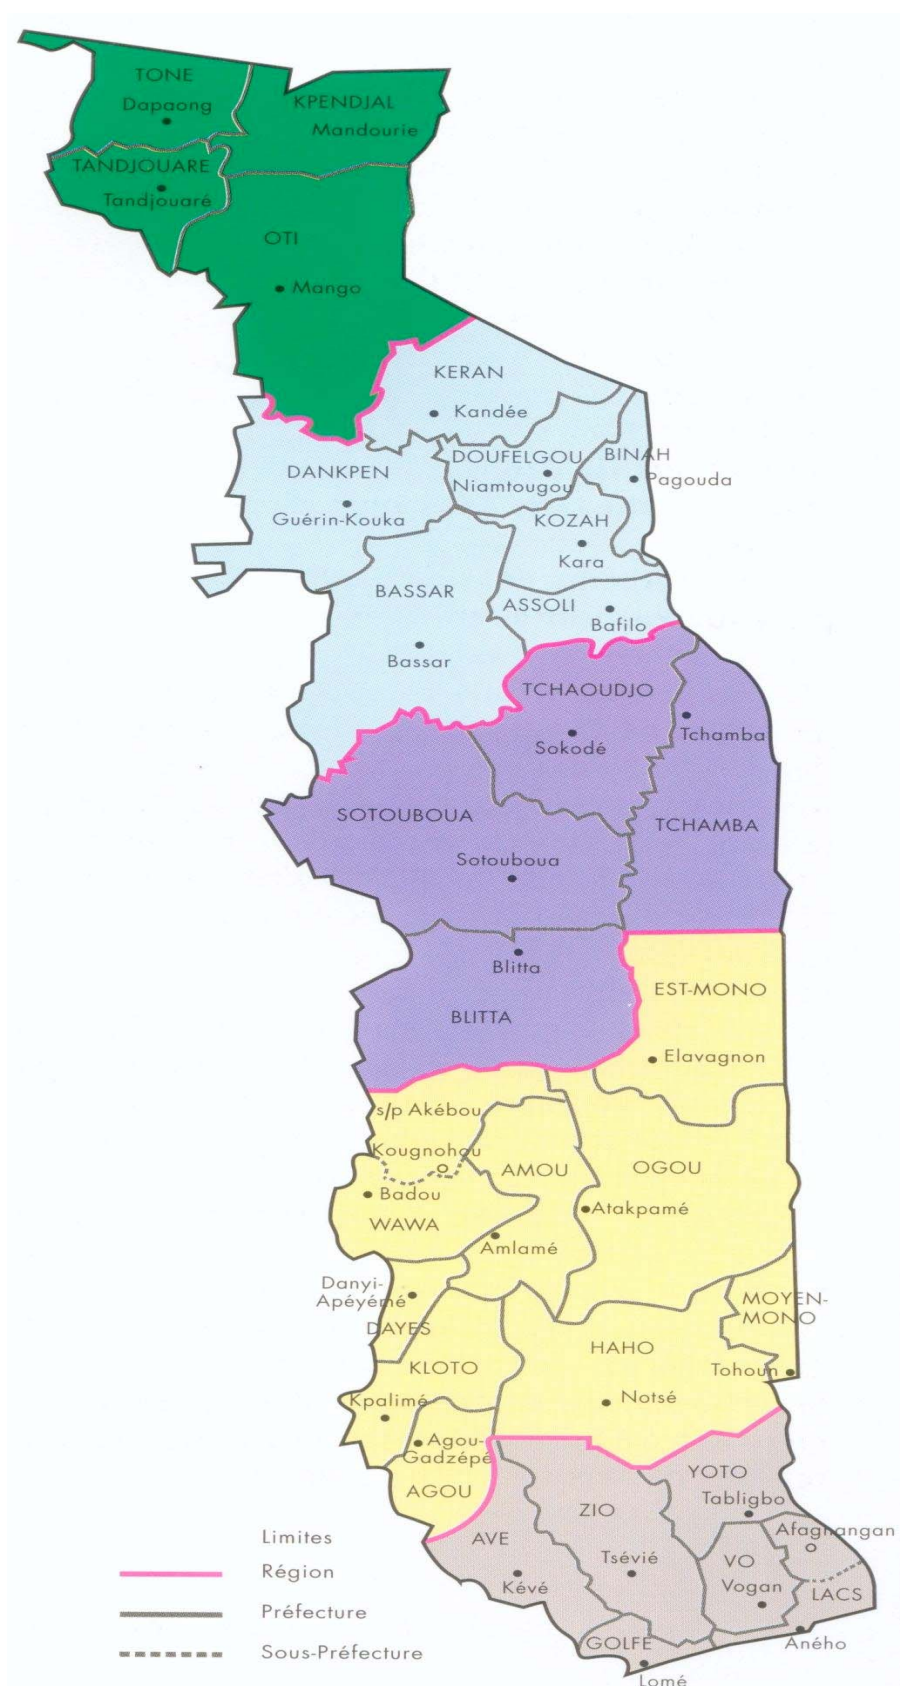 TONE
Dapaong
KPENDJAL
Mandourie
TANDJOUARE
Tandjouaré
OTI
Mango
KERAN
Kandée
DOUFELGOU
Niamtougou
BINAH
Pagouda
DANKPEN
Guérin-Kouka
KOZAH
Kara
BASSAR
Bassar
ASSOLI
Bafilo
TCHAOUDJO
Sokodé
Tchamba
TCHAMBA
SOTOUBOUA
Sotouboua
Blitta
BLITTA
EST-MONO
Elavagnon
s/p Akébou
Kougnohou
AMOU
OGOU
Badou
WAWA
Atakpamé
Amlamé
Danyi-
Apéyémé
DAYES
MOYEN-
MONO
HAHO
KLOTO
Tohoun
Kpalimé
Notsé
Agou-
Gadzépé
AGOU
YOTO
Tabligbo
ZIO
AVE
Afagnangan
Tsévié
VO
Vogan
Kévé
LACS
GOLFE
Aného
Lomé
Limites
Région
Préfecture
Sous-Préfecture